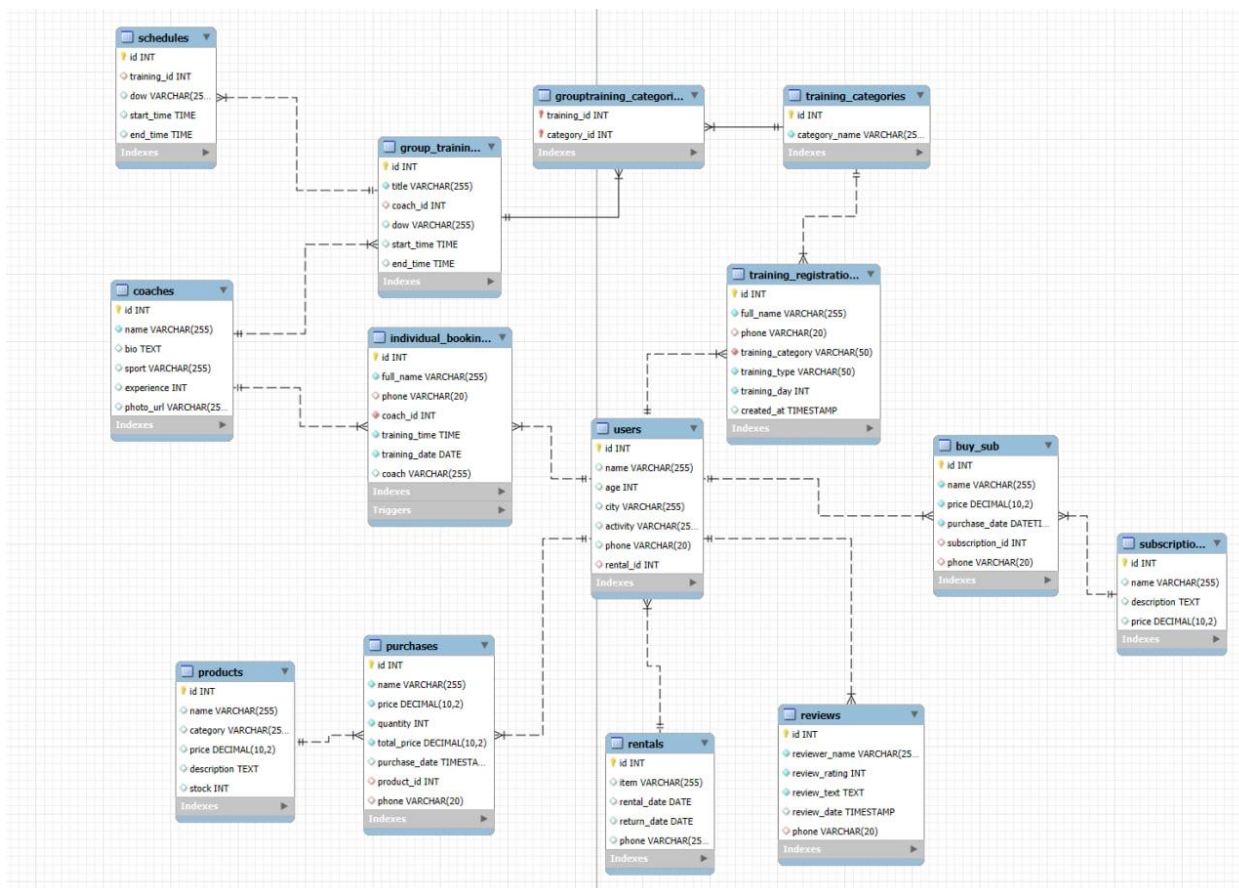 schedules
id INT
training_id INT
dow VARCHAR(25...
start_time TIME
end_time TIME
Indexes
grouptraining_categori...
training_id INT
category_id INT
Indexes
training_categories
id INT
category_name VARCHAR(25...
Indexes
group_trainin...
id INT
title VARCHAR(255)
coach_id INT
dow VARCHAR(255)
start_time TIME
end_time TIME
Indexes
coaches
id INT
name VARCHAR(255)
bio TEXT
sport VARCHAR(255)
experience INT
photo_url VARCHAR(25...
Indexes
individual_bookin...
id INT
full_name VARCHAR(255)
phone VARCHAR(20)
coach_id INT
training_time TIME
training_date DATE
coach VARCHAR(255)
Indexes
Triggers
training_registratio...
id INT
full_name VARCHAR(255)
phone VARCHAR(20)
training_category VARCHAR(50)
training_type VARCHAR(50)
training_day INT
created_at TIMESTAMP
Indexes
users
id INT
name VARCHAR(255)
age INT
city VARCHAR(255)
activity VARCHAR(25...
phone VARCHAR(20)
rental_id INT
Indexes
buy_sub
id INT
name VARCHAR(255)
price DECIMAL(10,2)
purchase_date DATETI...
subscription_id INT
phone VARCHAR(20)
Indexes
subscriptio...
id INT
name VARCHAR(255)
description TEXT
price DECIMAL(10,2)
Indexes
products
id INT
name VARCHAR(255)
category VARCHAR(25...
price DECIMAL(10,2)
description TEXT
stock INT
Indexes
purchases
id INT
name VARCHAR(255)
price DECIMAL(10,2)
quantity INT
total_price DECIMAL(10,2)
purchase_date TIMESTA...
product_id INT
phone VARCHAR(20)
Indexes
rentals
id INT
item VARCHAR(255)
rental_date DATE
return_date DATE
phone VARCHAR(25...
Indexes
reviews
id INT
reviewer_name VARCHAR(25...
review_rating INT
review_text TEXT
review_date TIMESTAMP
phone VARCHAR(20)
Indexes